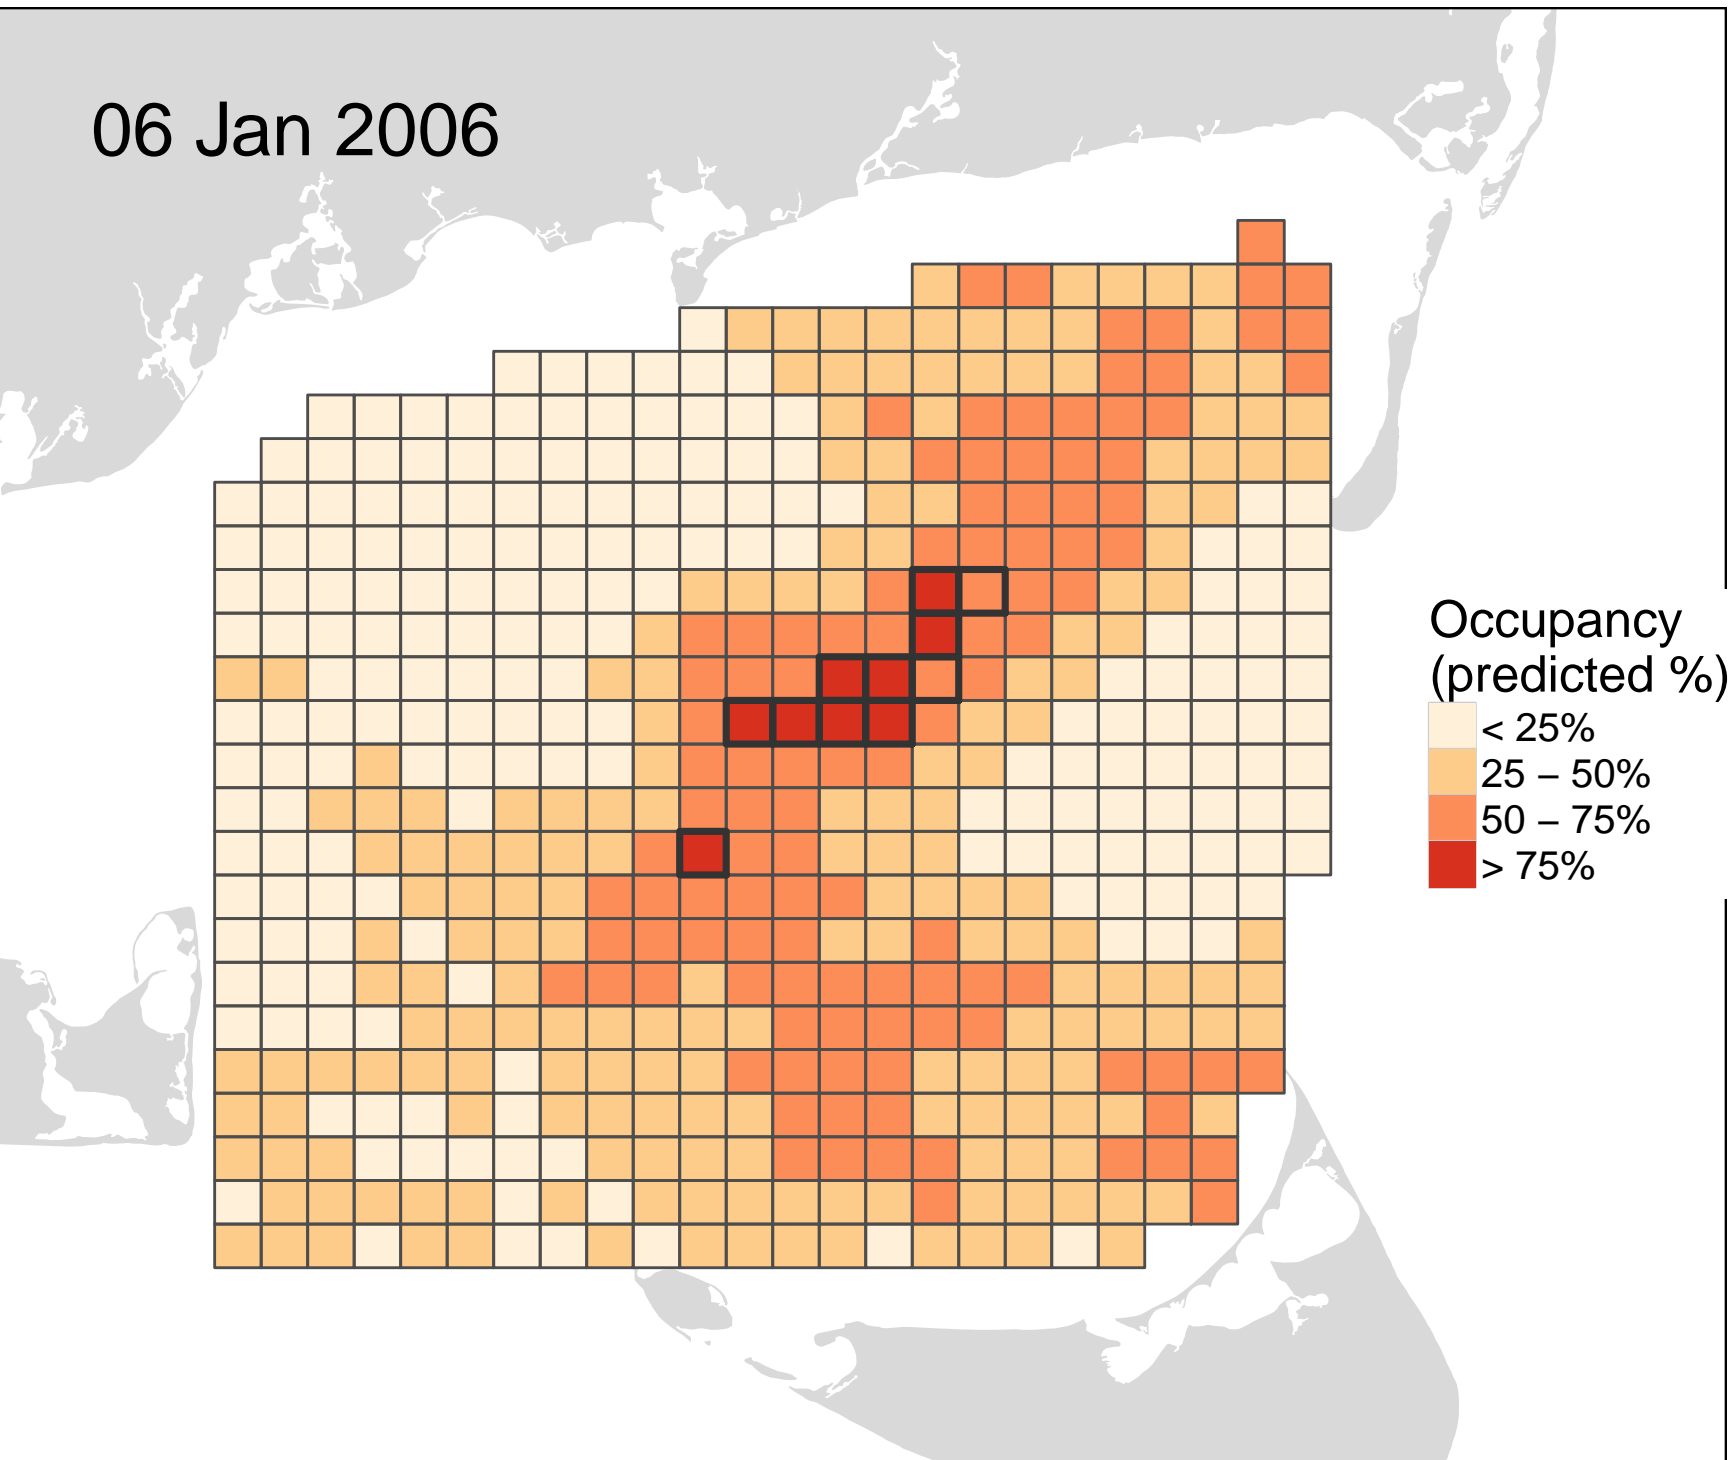 06 Jan 2006
Occupancy
(predicted %)
< 25%
25 – 50%
50 – 75%
> 75%